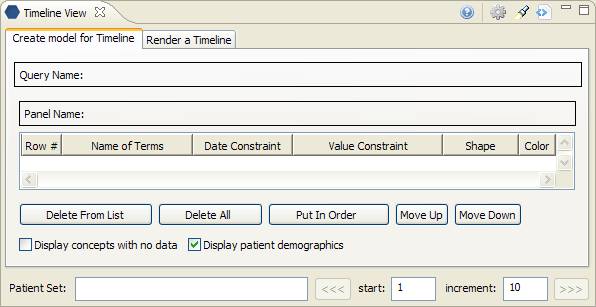 Timeline View
Create model for Timeline Render a Timeline
Query Name:
Panel Name:
Row # Name of Terms Date Constraint Value Constraint Shape Color
Delete From List Delete All Put In Order Move Up Move Down
Display concepts with no data Display patient demographics
Patient Set: <<< start: 1 increment: 10 >>>